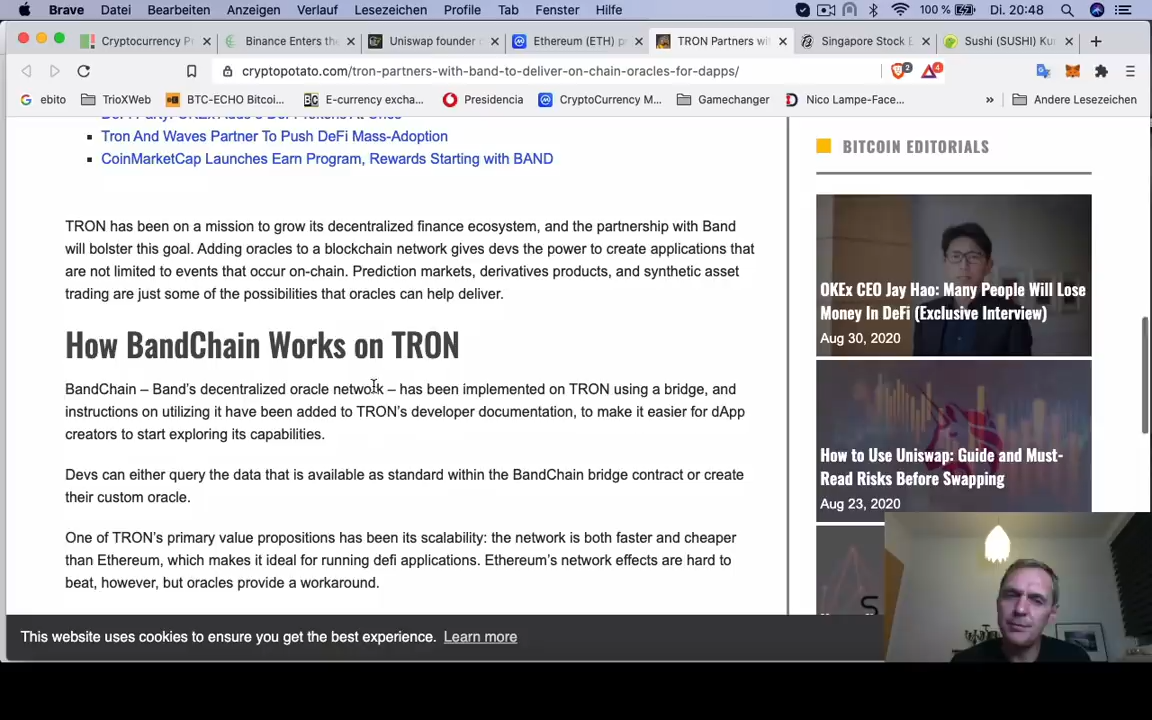 Brave Datei Bearbeiten Anzeigen Verlauf Lesezeichen Profile Tab Fenster Hilfe 100 % Di. 20:48
Cryptocurrency P
Binance Enters the
Uniswap founder
Ethereum (ETH) p
TRON Partners wi
Singapore Stock E
Sushi (SUSHI) Ku
cryptopotato.com/tron-partners-with-band-to-deliver-on-chain-oracles-for-dapps/ 2 4
ebito TrioXWeb BTC-ECHO Bitcoi... E-currency excha... Presidencia CryptoCurrency M... Gamechanger Nico Lampe-Face... » Andere Lesezeichen
Tron And Waves Partner To Push DeFi Mass-Adoption
CoinMarketCap Launches Earn Program, Rewards Starting with BAND
TRON has been on a mission to grow its decentralized finance ecosystem, and the partnership with Band
will bolster this goal. Adding oracles to a blockchain network gives devs the power to create applications that
are not limited to events that occur on-chain. Prediction markets, derivatives products, and synthetic asset
trading are just some of the possibilities that oracles can help deliver.
How BandChain Works on TRON
BandChain – Band's decentralized oracle network – has been implemented on TRON using a bridge, and
instructions on utilizing it have been added to TRON's developer documentation, to make it easier for dApp
creators to start exploring its capabilities.
Devs can either query the data that is available as standard within the BandChain bridge contract or create
their custom oracle.
One of TRON's primary value propositions has been its scalability: the network is both faster and cheaper
than Ethereum, which makes it ideal for running defi applications. Ethereum's network effects are hard to
beat, however, but oracles provide a workaround.
BITCOIN EDITORIALS
OKEx CEO Jay Hao: Many People Will Lose
Money In DeFi (Exclusive Interview)
Aug 30, 2020
How to Use Uniswap: Guide and Must-
Read Risks Before Swapping
Aug 23, 2020
This website uses cookies to ensure you get the best experience. Learn more